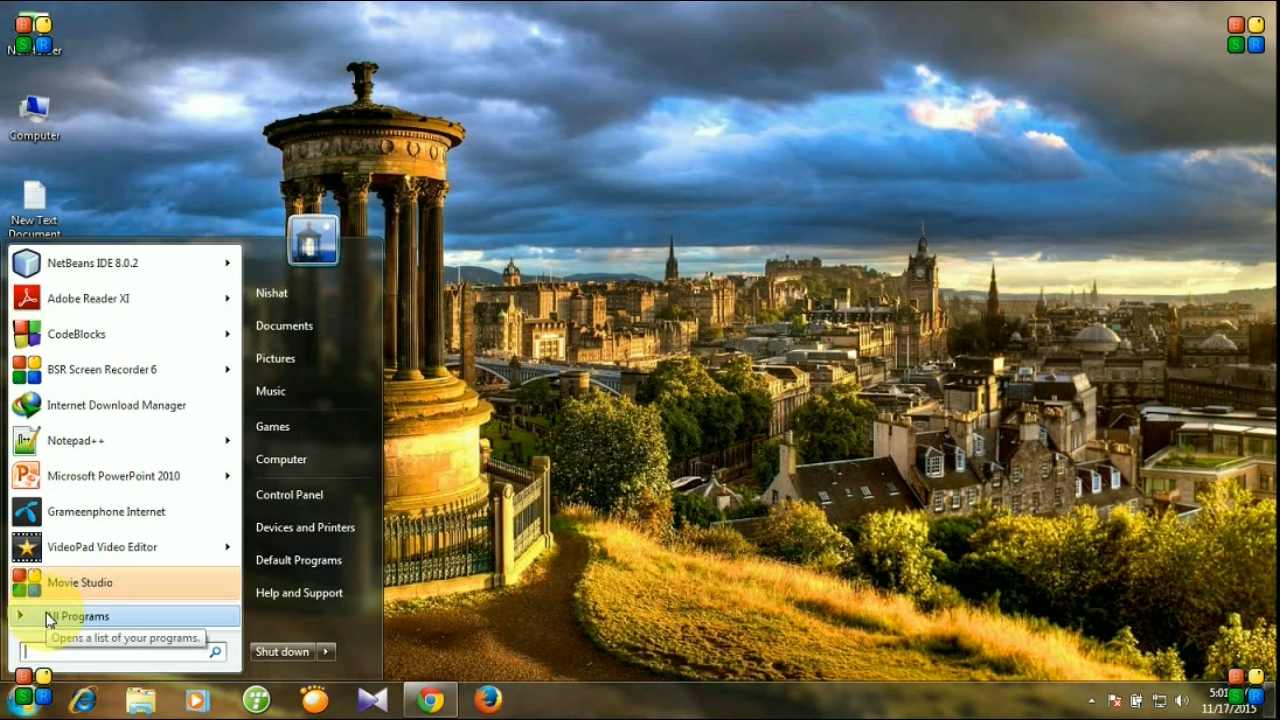 Computer
New Text
Document
NetBeans IDE 8.0.2
Adobe Reader XI
CodeBlocks
BSR Screen Recorder 6
Internet Download Manager
Notepad++
Microsoft PowerPoint 2010
Grameenphone Internet
VideoPad Video Editor
Movie Studio
All Programs
Opens a list of your programs.
Nishat
Documents
Pictures
Music
Games
Computer
Control Panel
Devices and Printers
Default Programs
Help and Support
Shut down
11/17/2015